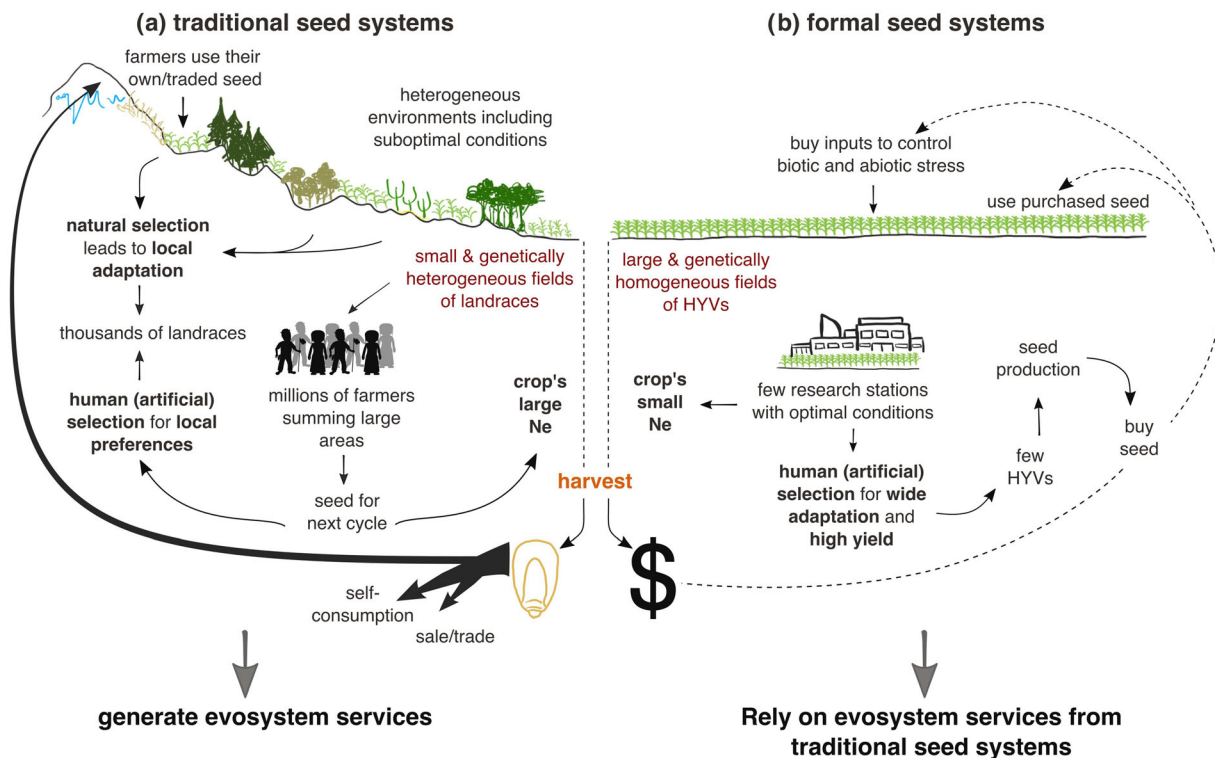 (a) traditional seed systems
farmers use their
own/traded seed
heterogeneous
environments including
suboptimal conditions
natural selection
leads to local
adaptation
small & genetically
heterogeneous fields
of landraces
thousands of landraces
human (artificial)
selection for local
preferences
millions of farmers
summing large
areas
crop's
large
Ne
seed for
next cycle
harvest
self-
consumption
sale/trade
generate evosystem services
(b) formal seed systems
buy inputs to control
biotic and abiotic stress
use purchased seed
large & genetically
homogeneous fields
of HYVs
crop's
small
Ne
few research stations
with optimal conditions
human (artificial)
selection for wide
adaptation and
high yield
few
HYVs
seed
production
buy
seed
$
Rely on evosystem services from
traditional seed systems